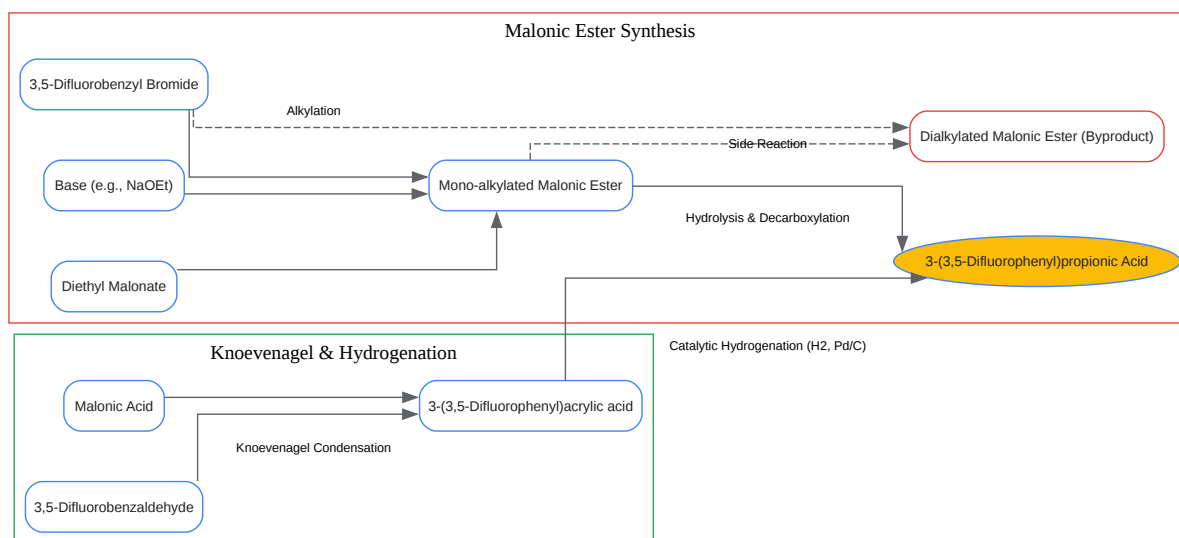 Malonic Ester Synthesis
3,5-Difluorobenzyl Bromide
Alkylation
Dialkylated Malonic Ester (Byproduct)
Side Reaction
Base (e.g., NaOEt)
Mono-alkylated Malonic Ester
Hydrolysis & Decarboxylation
3-(3,5-Difluorophenyl)propionic Acid
Diethyl Malonate
Knoevenagel & Hydrogenation
Catalytic Hydrogenation (H2, Pd/C)
Malonic Acid
3-(3,5-Difluorophenyl)acrylic acid
Knoevenagel Condensation
3,5-Difluorobenzaldehyde